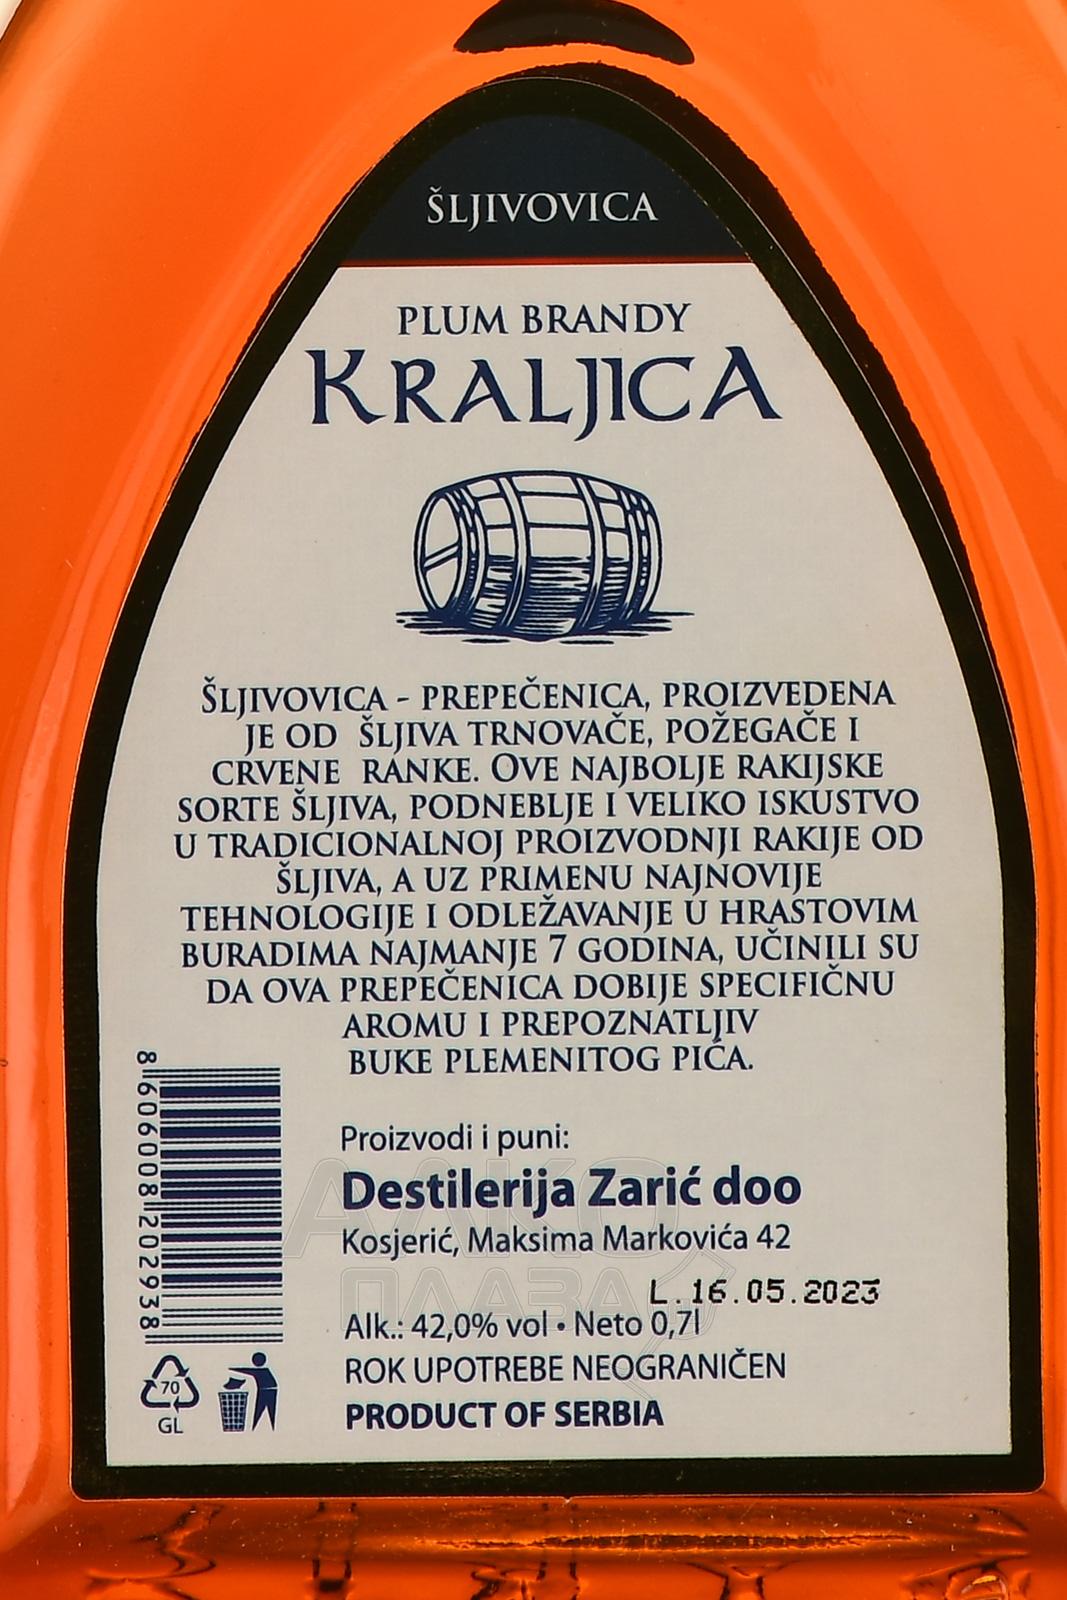 ŠLJIVOVICA
PLUM BRANDY
KRALJICA
ŠLJIVOVICA - PREPEČENICA, PROIZVEDENA
JE OD ŠLJIVA TRNOVAČE, POŽEGAČE I
CRVENE RANKE. OVE NAJBOLJE RAKIJSKE
SORTE ŠLJIVA, PODNEBLJE I VELIKO ISKUSTVO
U TRADICIONALNOJ PROIZVODNJI RAKIJE OD
ŠLJIVA, A UZ PRIMENU NAJNOVIJE
TEHNOLOGIJE I ODLEŽAVANJE U HRASTOVIM
BURADIMA NAJMANJE 7 GODINA, UČINILI SU
DA OVA PREPEČENICA DOBIJE SPECIFIČNU
AROMU I PREPOZNATLJIV
BUKE PLEMENITOG PIĆA.
8 606008 202938
Proizvodi i puni:
Destilerija Zarić doo
Kosjerić, Maksima Markovića 42
L.16.05.2023
Alk.: 42,0% vol • Neto 0,7l
ROK UPOTREBE NEOGRANIČEN
PRODUCT OF SERBIA
70
GL
АЛКО
ПЛАЗА